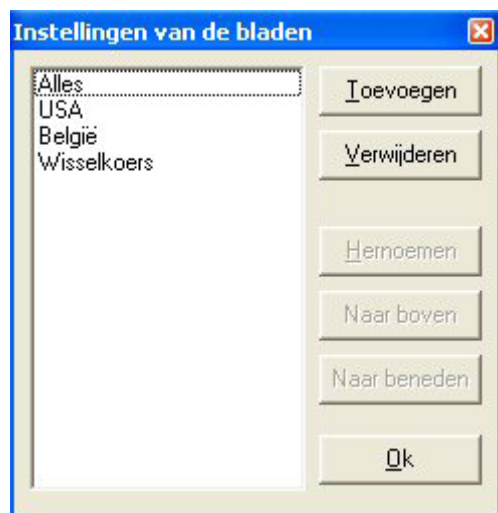 Instellingen van de bladen
Alles
USA
België
Wisselkoers
Toevoegen
Verwijderen
Hernoemen
Naar boven
Naar beneden
Ok